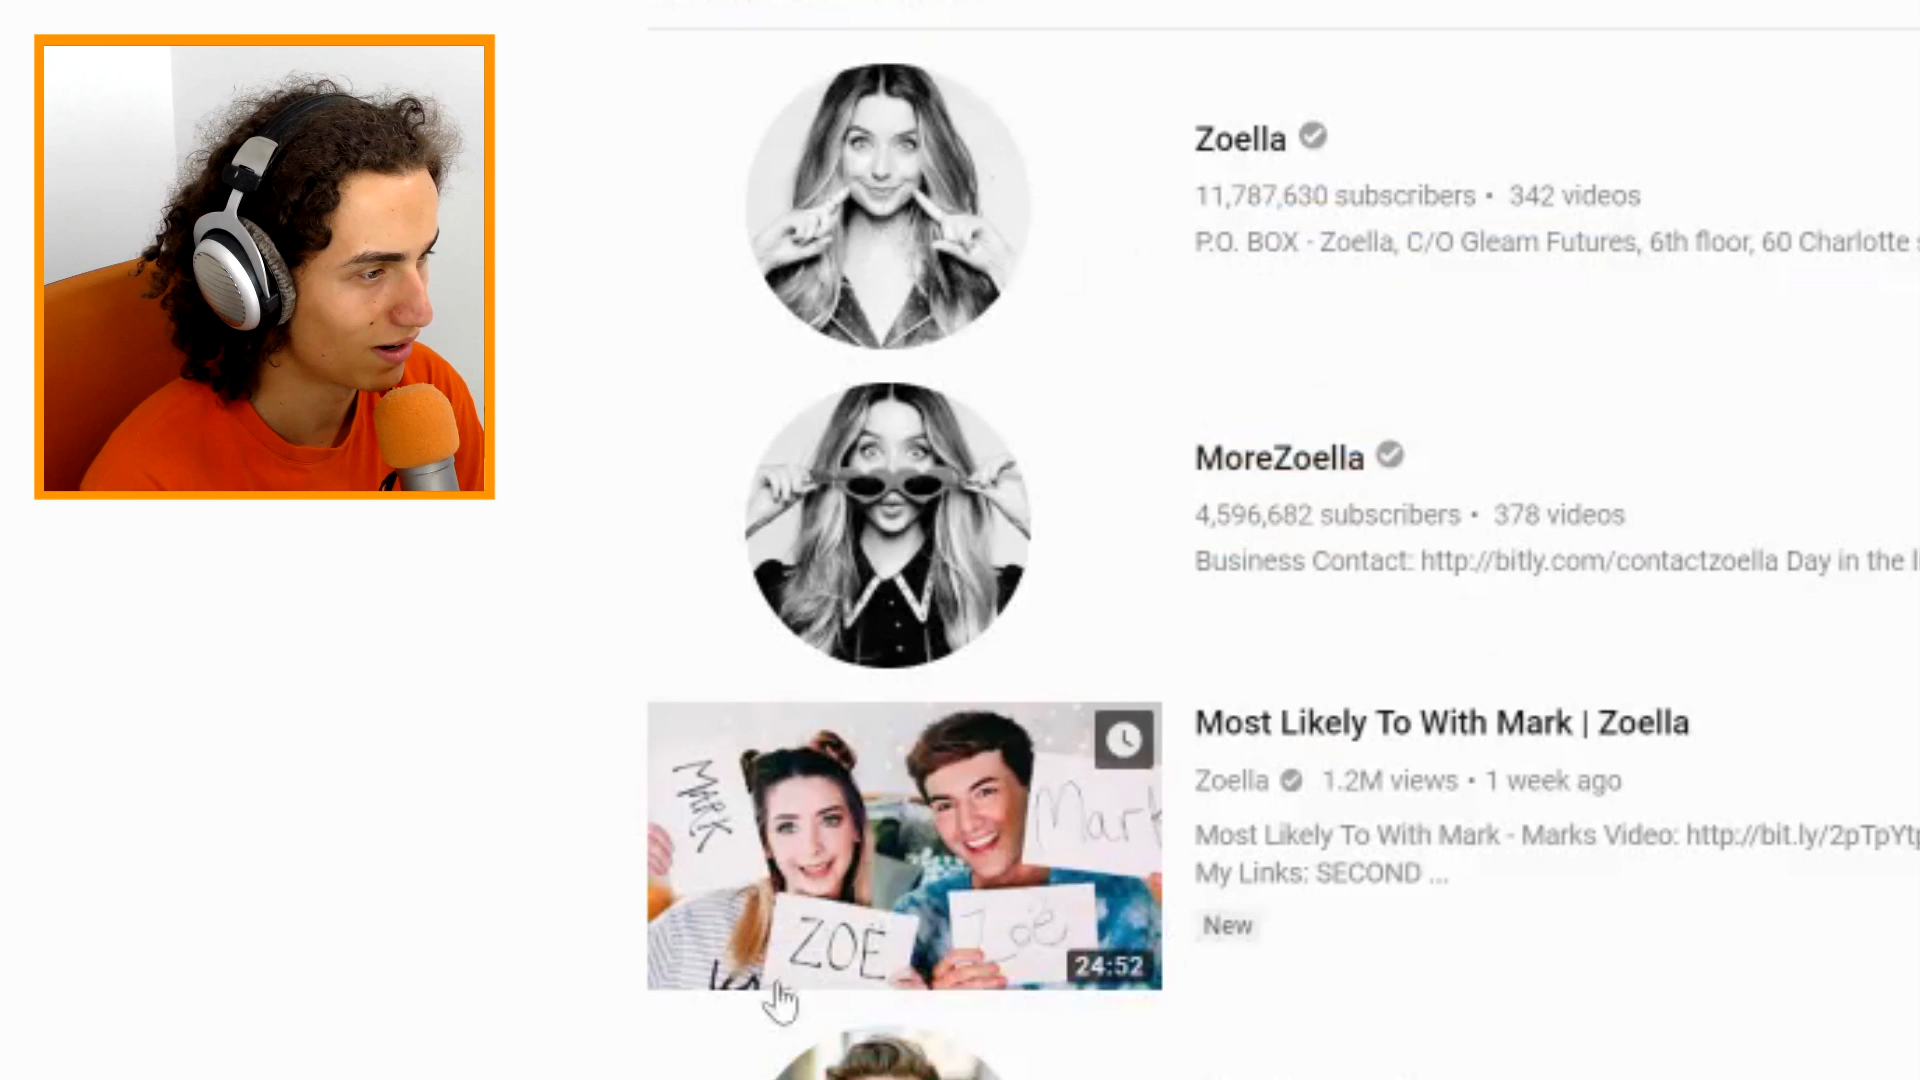 Zoella
11,787,630 subscribers • 342 videos
P.O. BOX - Zoella, C/O Gleam Futures, 6th floor, 60 Charlotte
MoreZoella
4,596,682 subscribers • 378 videos
Business Contact: http://bitly.com/contactzoella Day in the
Most Likely To With Mark | Zoella
Zoella 1.2M views • 1 week ago
Most Likely To With Mark - Marks Video: http://bit.ly/2pTpYt
My Links: SECOND ...
New
MARK
Mark
ZOE
Zoë
24:52